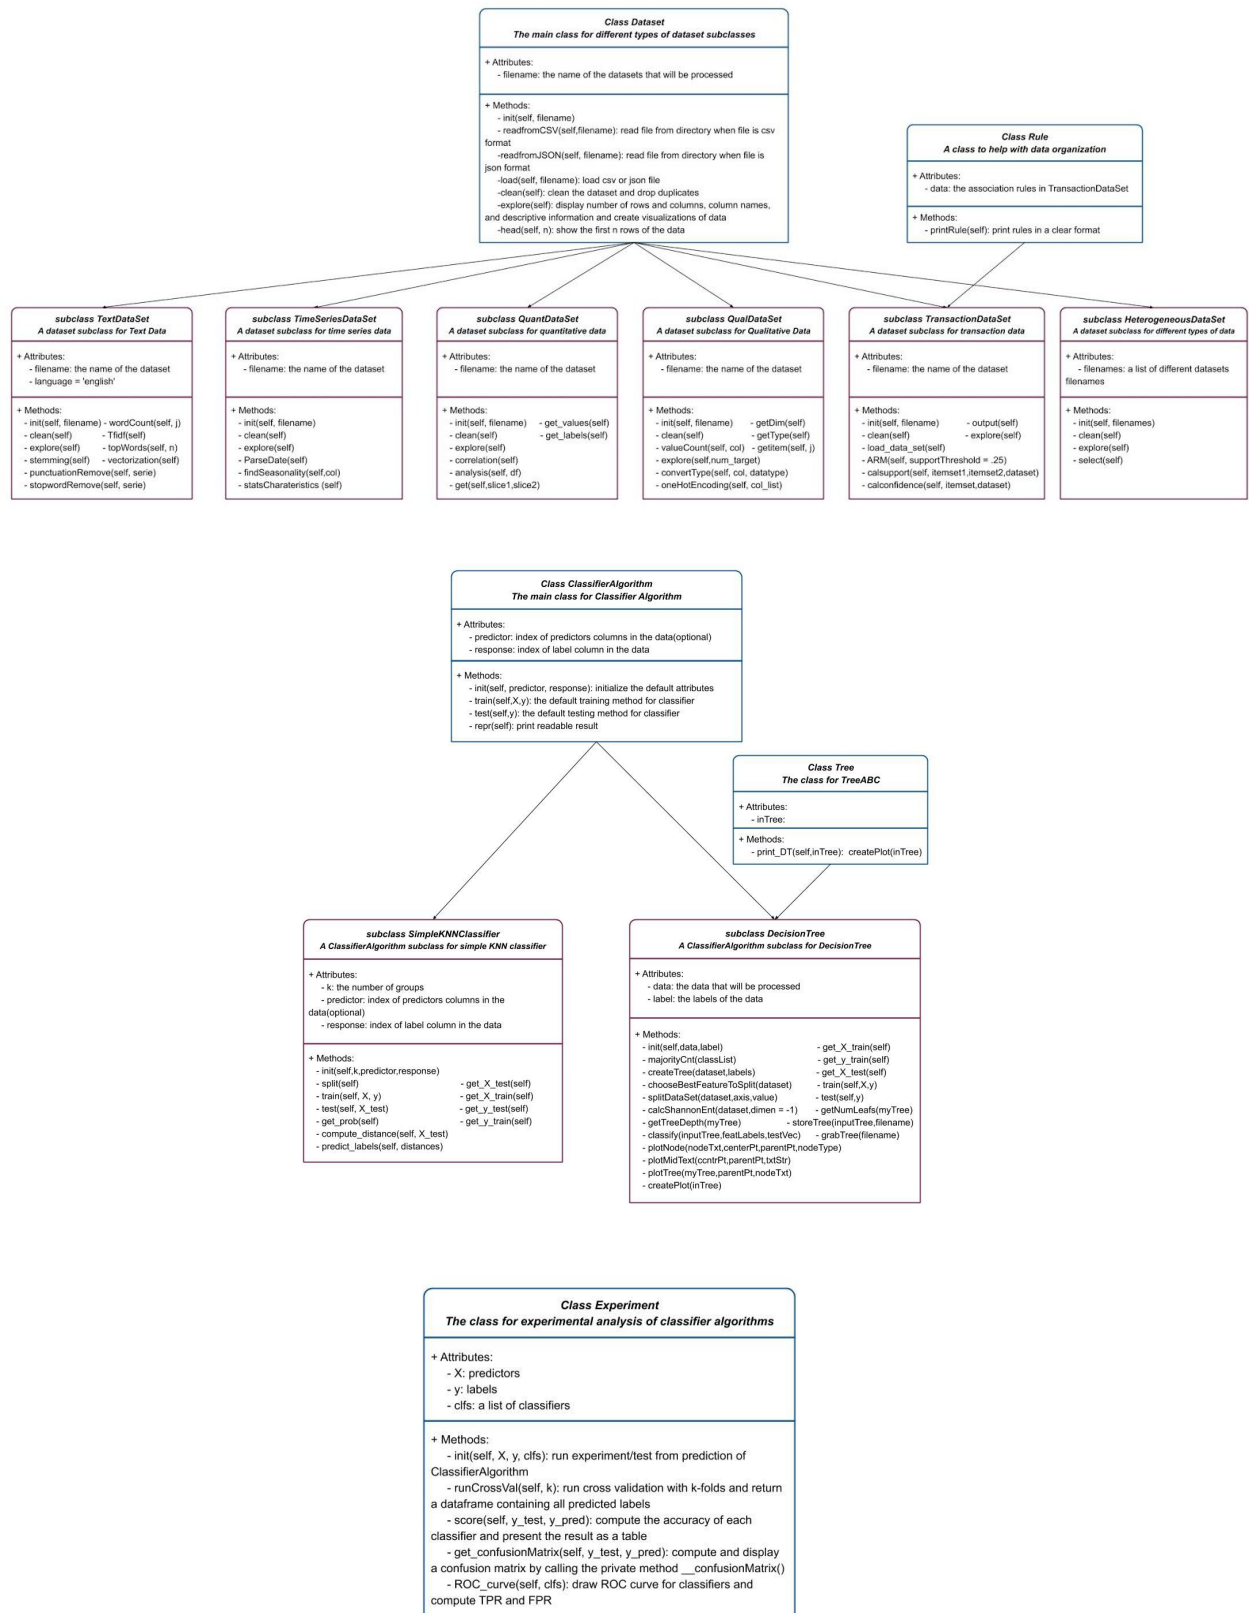 Class Dataset
The main class for different types of dataset subclasses
+ Attributes:
- filename: the name of the datasets that will be processed
+ Methods:
- init(self, filename)
- readfromCSV(self,filename): read file from directory when file is csv
format
-readfromJSON(self, filename): read file from directory when file is
json format
-load(self, filename): load csv or json file
-clean(self): clean the dataset and drop duplicates
-explore(self): display number of rows and columns, column names,
and descriptive information and create visualizations of data
-head(self, n): show the first n rows of the data
Class Rule
A class to help with data organization
+ Attributes:
- data: the association rules in TransactionDataSet
+ Methods:
- printRule(self): print rules in a clear format
subclass TextDataSet
A dataset subclass for Text Data
+ Attributes:
- filename: the name of the dataset
- language = 'english'
+ Methods:
- init(self, filename) - wordCount(self, j)
- clean(self) - Tfidf(self)
- explore(self) - topWords(self, n)
- stemming(self) - vectorization(self)
- punctuationRemove(self, serie)
- stopwordRemove(self, serie)
subclass TimeSeriesDataSet
A dataset subclass for time series data
+ Attributes:
- filename: the name of the dataset
+ Methods:
- init(self, filename)
- clean(self)
- explore(self)
- ParseDate(self)
- findSeasonality(self,col)
- statsCharateristics (self)
subclass QuantDataSet
A dataset subclass for quantitative data
+ Attributes:
- filename: the name of the dataset
+ Methods:
- init(self, filename) - get_values(self)
- clean(self) - get_labels(self)
- explore(self)
- correlation(self)
- analysis(self, df)
- get(self,slice1,slice2)
subclass QualDataSet
A dataset subclass for Qualitative Data
+ Attributes:
- filename: the name of the dataset
+ Methods:
- init(self, filename) - getDim(self)
- clean(self) - getType(self)
- valueCount(self, col) - getitem(self, j)
- explore(self,num_target)
- convertType(self, col, datatype)
- oneHotEncoding(self, col_list)
subclass TransactionDataSet
A dataset subclass for transaction data
+ Attributes:
- filename: the name of the dataset
+ Methods:
- init(self, filename) - output(self)
- clean(self) - explore(self)
- load_data_set(self)
- ARM(self, supportThreshold = .25)
- calsupport(self, itemset1,itemset2,dataset)
- calconfidence(self, itemset,dataset)
subclass HeterogeneousDataSet
A dataset subclass for different types of data
+ Attributes:
- filenames: a list of different datasets
filenames
+ Methods:
- init(self, filenames)
- clean(self)
- explore(self)
- select(self)
Class ClassifierAlgorithm
The main class for Classifier Algorithm
+ Attributes:
- predictor: index of predictors columns in the data(optional)
- response: index of label column in the data
+ Methods:
- init(self, predictor, response): initialize the default attributes
- train(self,X,y): the default training method for classifier
- test(self,y): the default testing method for classifier
- repr(self): print readable result
Class Tree
The class for TreeABC
+ Attributes:
- inTree:
+ Methods:
- print_DT(self,inTree): createPlot(inTree)
subclass SimpleKNNClassifier
A ClassifierAlgorithm subclass for simple KNN classifier
+ Attributes:
- k: the number of groups
- predictor: index of predictors columns in the
data(optional)
- response: index of label column in the data
+ Methods:
- init(self,k,predictor,response)
- split(self) - get_X_test(self)
- train(self, X, y) - get_X_train(self)
- test(self, X_test) - get_y_test(self)
- get_prob(self) - get_y_train(self)
- compute_distance(self, X_test)
- predict_labels(self, distances)
subclass DecisionTree
A ClassifierAlgorithm subclass for DecisionTree
+ Attributes:
- data: the data that will be processed
- label: the labels of the data
+ Methods:
- init(self,data,label) - get_X_train(self)
- majorityCnt(classList) - get_y_train(self)
- createTree(dataset,labels) - get_X_test(self)
- chooseBestFeatureToSplit(dataset) - train(self,X,y)
- splitDataSet(dataset,axis,value) - test(self,y)
- calcShannonEnt(dataset,dimen = -1) - getNumLeafs(myTree)
- getTreeDepth(myTree) - storeTree(inputTree,filename)
- classify(inputTree,featLabels,testVec) - grabTree(filename)
- plotNode(nodeTxt,centerPt,parentPt,nodeType)
- plotMidText(ccntrPt,parentPt,txtStr)
- plotTree(myTree,parentPt,nodeTxt)
- createPlot(inTree)
Class Experiment
The class for experimental analysis of classifier algorithms
+ Attributes:
- X: predictors
- y: labels
- clfs: a list of classifiers
+ Methods:
- init(self, X, y, clfs): run experiment/test from prediction of
ClassifierAlgorithm
- runCrossVal(self, k): run cross validation with k-folds and return
a dataframe containing all predicted labels
- score(self, y_test, y_pred): compute the accuracy of each
classifier and present the result as a table
- get_confusionMatrix(self, y_test, y_pred): compute and display
a confusion matrix by calling the private method __confusionMatrix()
- ROC_curve(self, clfs): draw ROC curve for classifiers and
compute TPR and FPR